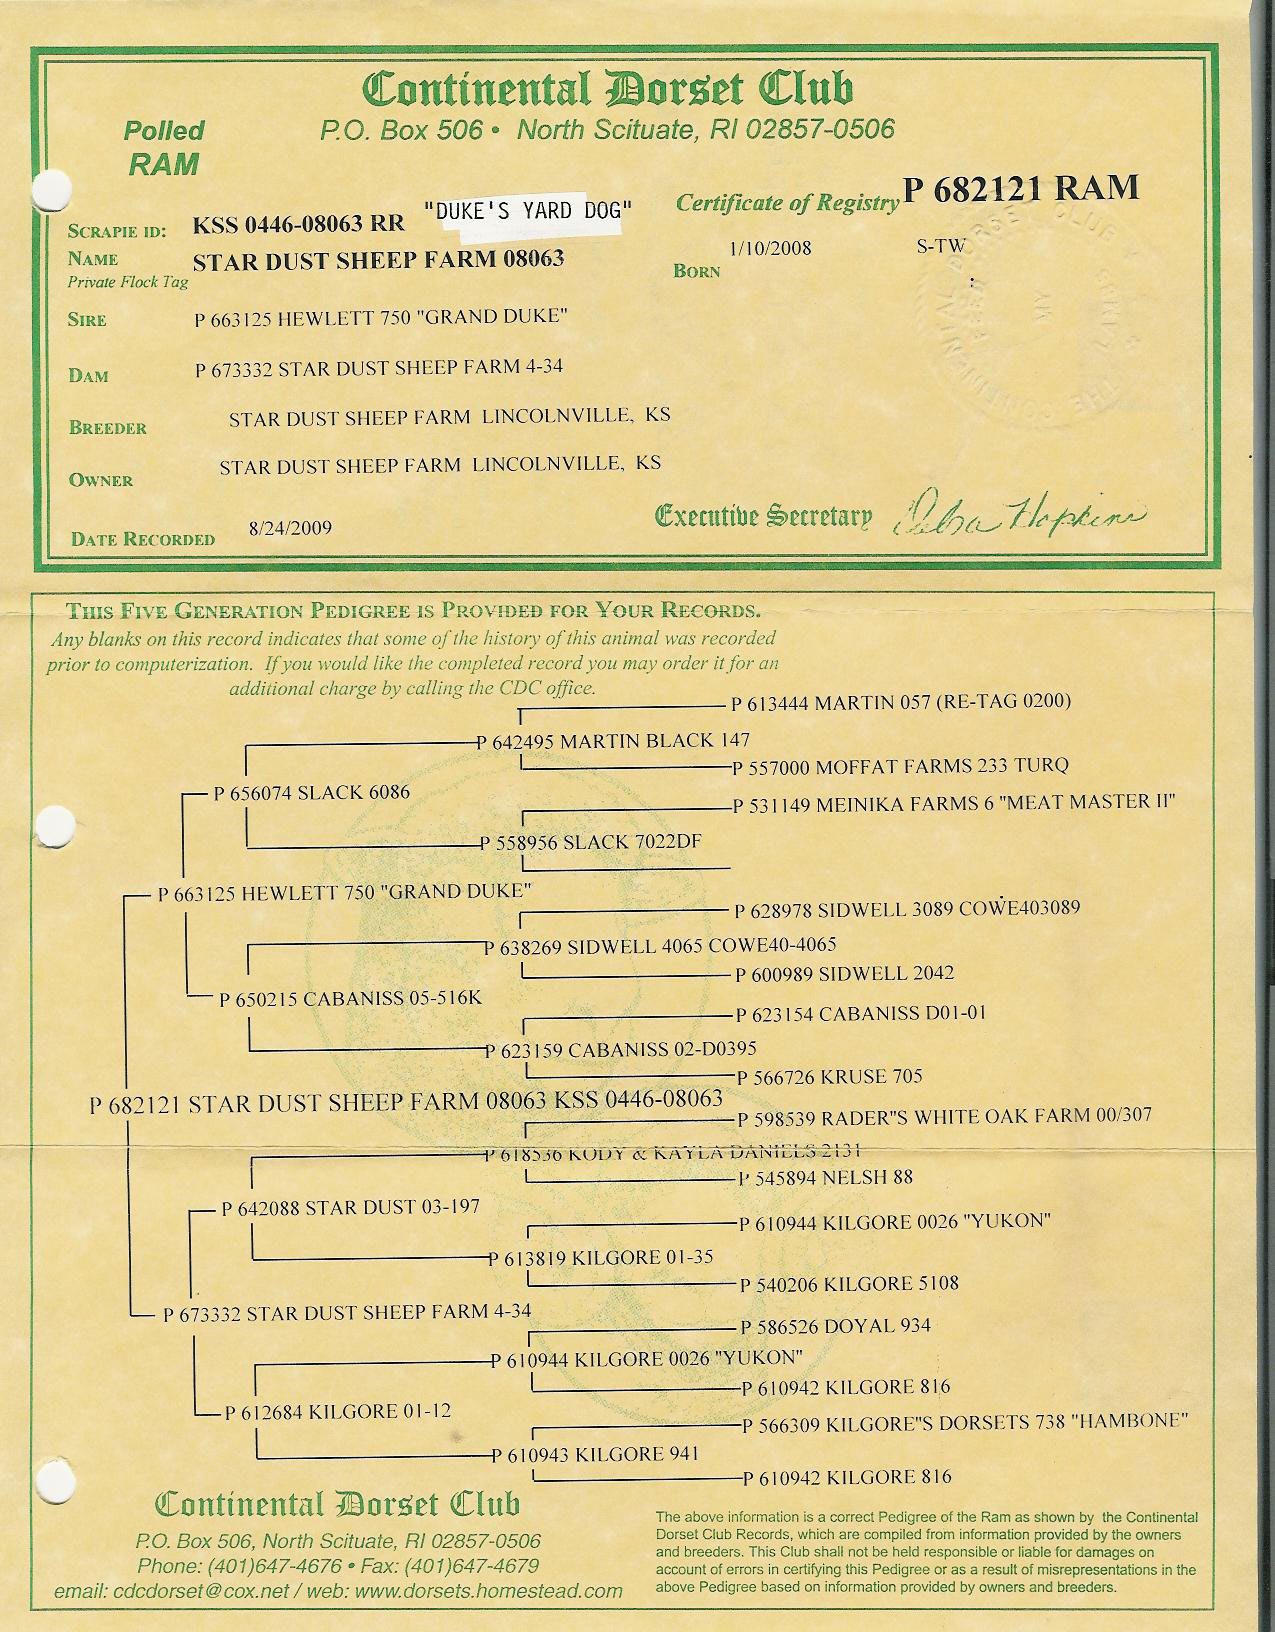 Continental Dorset Club
P.O. Box 506 • North Scituate, RI 02857-0506
Polled
RAM
Certificate of Registry P 682121 RAM
SCRAPIE ID: KSS 0446-08063 RR "DUKE'S YARD DOG"
NAME STAR DUST SHEEP FARM 08063
Private Flock Tag
BORN 1/10/2008 S-TW
SIRE P 663125 HEWLETT 750 "GRAND DUKE"
DAM P 673332 STAR DUST SHEEP FARM 4-34
BREEDER STAR DUST SHEEP FARM LINCOLNVILLE, KS
OWNER STAR DUST SHEEP FARM LINCOLNVILLE, KS
Executive Secretary Debra Hopkins
DATE RECORDED 8/24/2009
THIS FIVE GENERATION PEDIGREE IS PROVIDED FOR YOUR RECORDS.
Any blanks on this record indicates that some of the history of this animal was recorded
prior to computerization. If you would like the completed record you may order it for an
additional charge by calling the CDC office.
P 613444 MARTIN 057 (RE-TAG 0200)
P 642495 MARTIN BLACK 147
P 557000 MOFFAT FARMS 233 TURQ
P 656074 SLACK 6086
P 531149 MEINIKA FARMS 6 "MEAT MASTER II"
P 558956 SLACK 7022DF
P 663125 HEWLETT 750 "GRAND DUKE"
P 628978 SIDWELL 3089 COWE403089
P 638269 SIDWELL 4065 COWE40-4065
P 600989 SIDWELL 2042
P 650215 CABANISS 05-516K
P 623154 CABANISS D01-01
P 623159 CABANISS 02-D0395
P 566726 KRUSE 705
P 682121 STAR DUST SHEEP FARM 08063 KSS 0446-08063
P 598539 RADER"S WHITE OAK FARM 00/307
P 618536 KODY & KAYLA DANIELS 2131
P 545894 NELSH 88
P 642088 STAR DUST 03-197
P 610944 KILGORE 0026 "YUKON"
P 613819 KILGORE 01-35
P 540206 KILGORE 5108
P 673332 STAR DUST SHEEP FARM 4-34
P 586526 DOYAL 934
P 610944 KILGORE 0026 "YUKON"
P 610942 KILGORE 816
P 612684 KILGORE 01-12
P 566309 KILGORE"S DORSETS 738 "HAMBONE"
P 610943 KILGORE 941
P 610942 KILGORE 816
Continental Dorset Club
P.O. Box 506, North Scituate, RI 02857-0506
Phone: (401)647-4676 • Fax: (401)647-4679
email: cdcdorset@cox.net / web: www.dorsets.homestead.com
The above information is a correct Pedigree of the Ram as shown by the Continental
Dorset Club Records, which are compiled from information provided by the owners
and breeders. This Club shall not be held responsible or liable for damages on
account of errors in certifying this Pedigree or as a result of misrepresentations in the
above Pedigree based on information provided by owners and breeders.